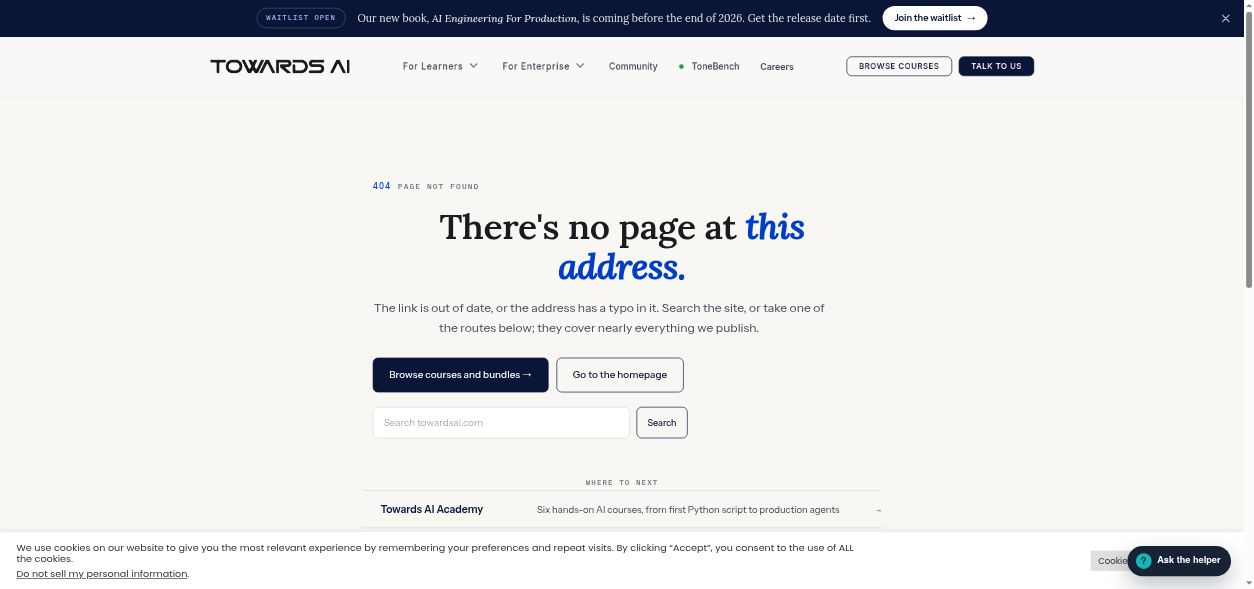 WAITLIST OPEN
Our new book, AI Engineering For Production, is coming before the end of 2026. Get the release date first.
Join the waitlist →
TOWARDS AI
For Learners
For Enterprise
Community
ToneBench
Careers
BROWSE COURSES
TALK TO US
404 PAGE NOT FOUND
There's no page at this
address.
The link is out of date, or the address has a typo in it. Search the site, or take one of
the routes below; they cover nearly everything we publish.
Browse courses and bundles →
Go to the homepage
Search towardsai.com
Search
WHERE TO NEXT
Towards AI Academy
Six hands-on AI courses, from first Python script to production agents
→
We use cookies on our website to give you the most relevant experience by remembering your preferences and repeat visits. By clicking “Accept”, you consent to the use of ALL
the cookies.
Do not sell my personal information.
Cookie
? Ask the helper